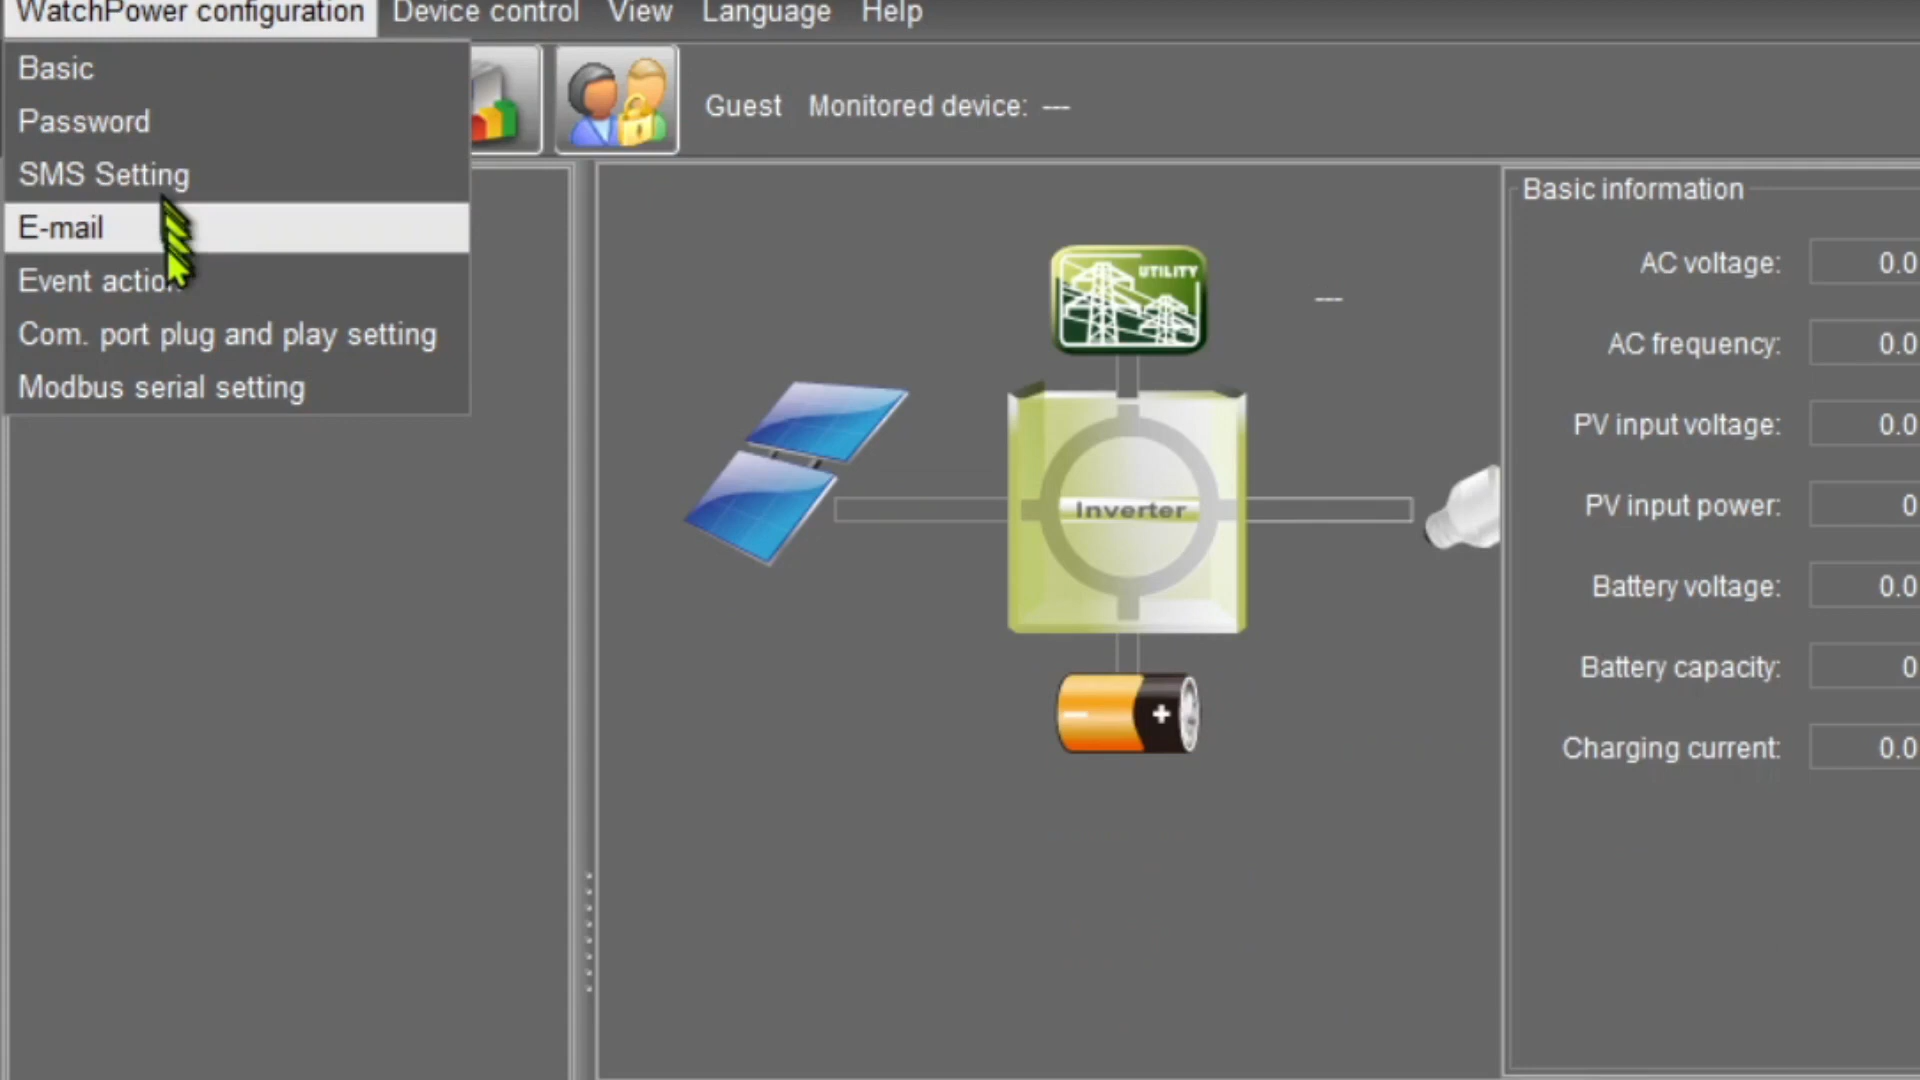 WatchPower configuration Device control View Language Help
Basic
Password
SMS Setting
E-mail
Event action
Com. port plug and play setting
Modbus serial setting
Guest Monitored device: ---
UTILITY
---
Inverter
Basic information
AC voltage: 0.0
AC frequency: 0.0
PV input voltage: 0.0
PV input power: 0
Battery voltage: 0.0
Battery capacity: 0
Charging current: 0.0